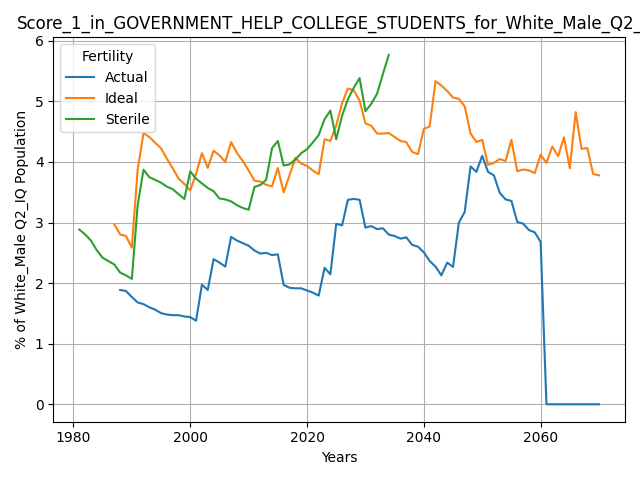 Score_1_in_GOVERNMENT_HELP_COLLEGE_STUDENTS_for_White_Male_Q2_
Fertility
Actual
Ideal
Sterile
% of White_Male Q2_IQ Population
6
5
4
3
2
1
0
1980 2000 2020 2040 2060
Years